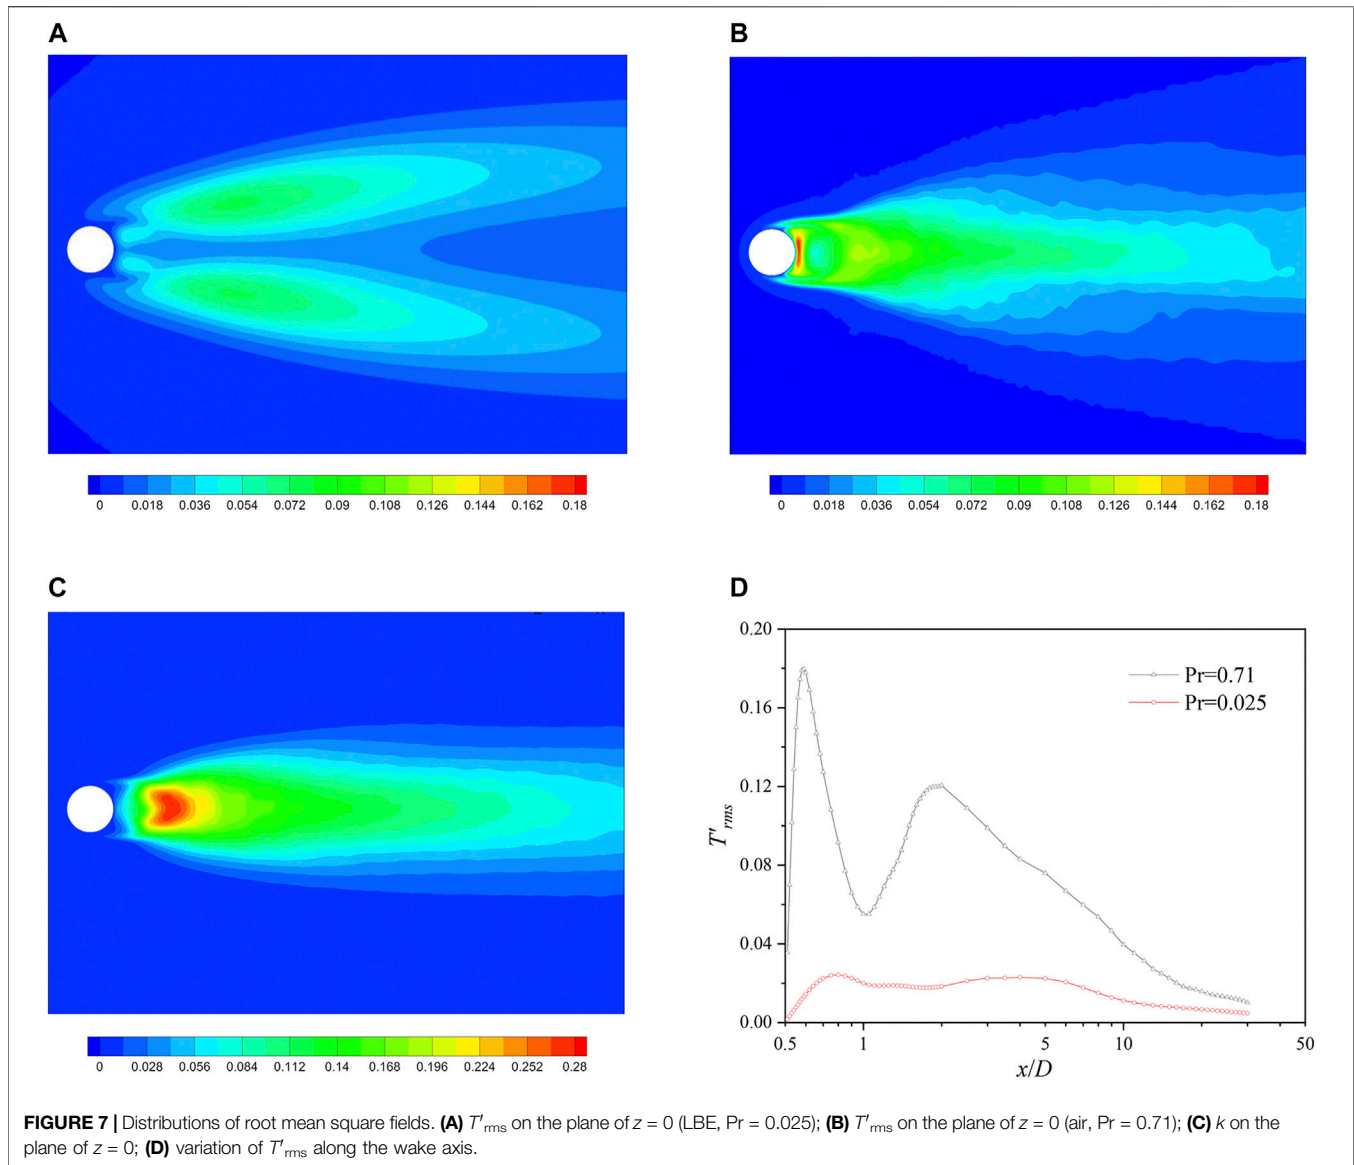 A
B
0 0.018 0.036 0.054 0.072 0.09 0.108 0.126 0.144 0.162 0.18
0 0.018 0.036 0.054 0.072 0.09 0.108 0.126 0.144 0.162 0.18
C
D
0 0.028 0.056 0.084 0.112 0.14 0.168 0.196 0.224 0.252 0.28
0.20
0.16
0.12
0.08
0.04
0.00
T'rms
Pr=0.71
Pr=0.025
0.5 1 5 10 50
x/D
FIGURE 7 | Distributions of root mean square fields. (A) T′rms on the plane of z = 0 (LBE, Pr = 0.025); (B) T′rms on the plane of z = 0 (air, Pr = 0.71); (C) k on the
plane of z = 0; (D) variation of T′rms along the wake axis.